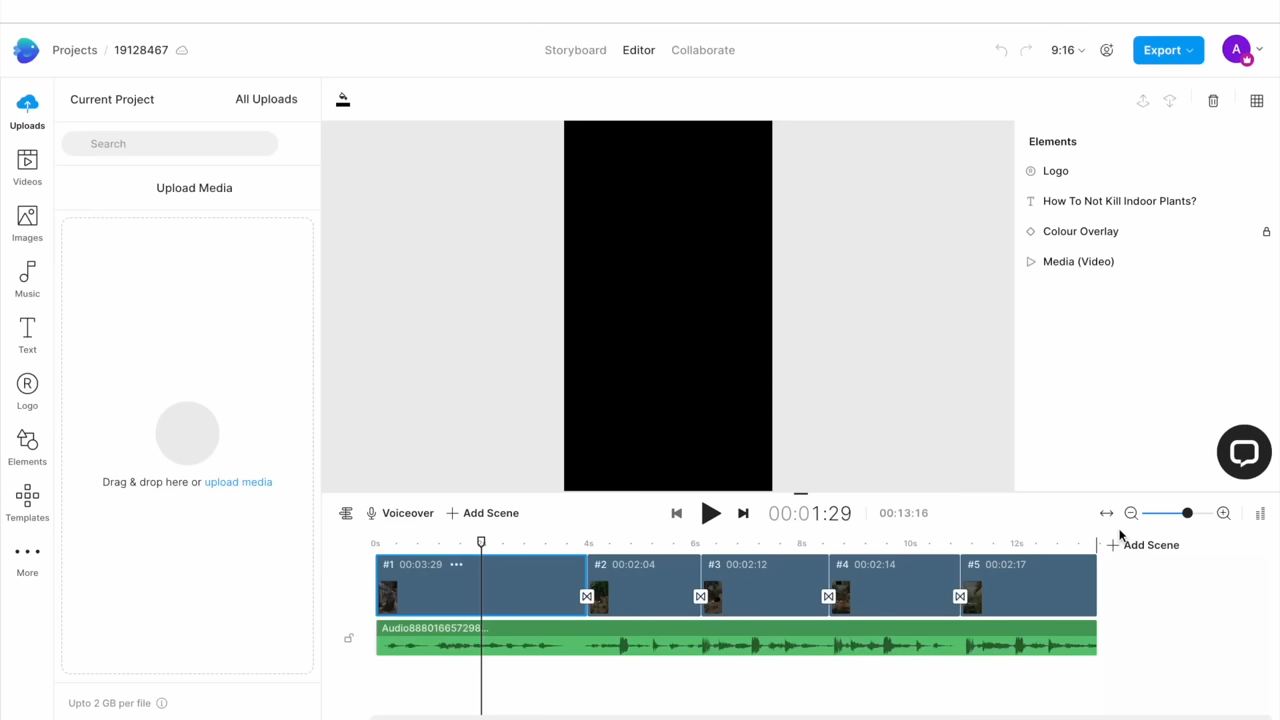 Projects / 19128467
Storyboard Editor Collaborate
9:16
Export
A
Uploads
Videos
Images
Music
Text
R
Logo
Elements
Templates
More
Current Project All Uploads
Search
Upload Media
Drag & drop here or upload media
Upto 2 GB per file
Elements
Logo
How To Not Kill Indoor Plants?
Colour Overlay
Media (Video)
Voiceover + Add Scene
00:01:29 00:13:16
0s 4s 6s 8s 10s 12s
+ Add Scene
#1 00:03:29 ••• #2 00:02:04 #3 00:02:12 #4 00:02:14 #5 00:02:17
Audio888016657298...